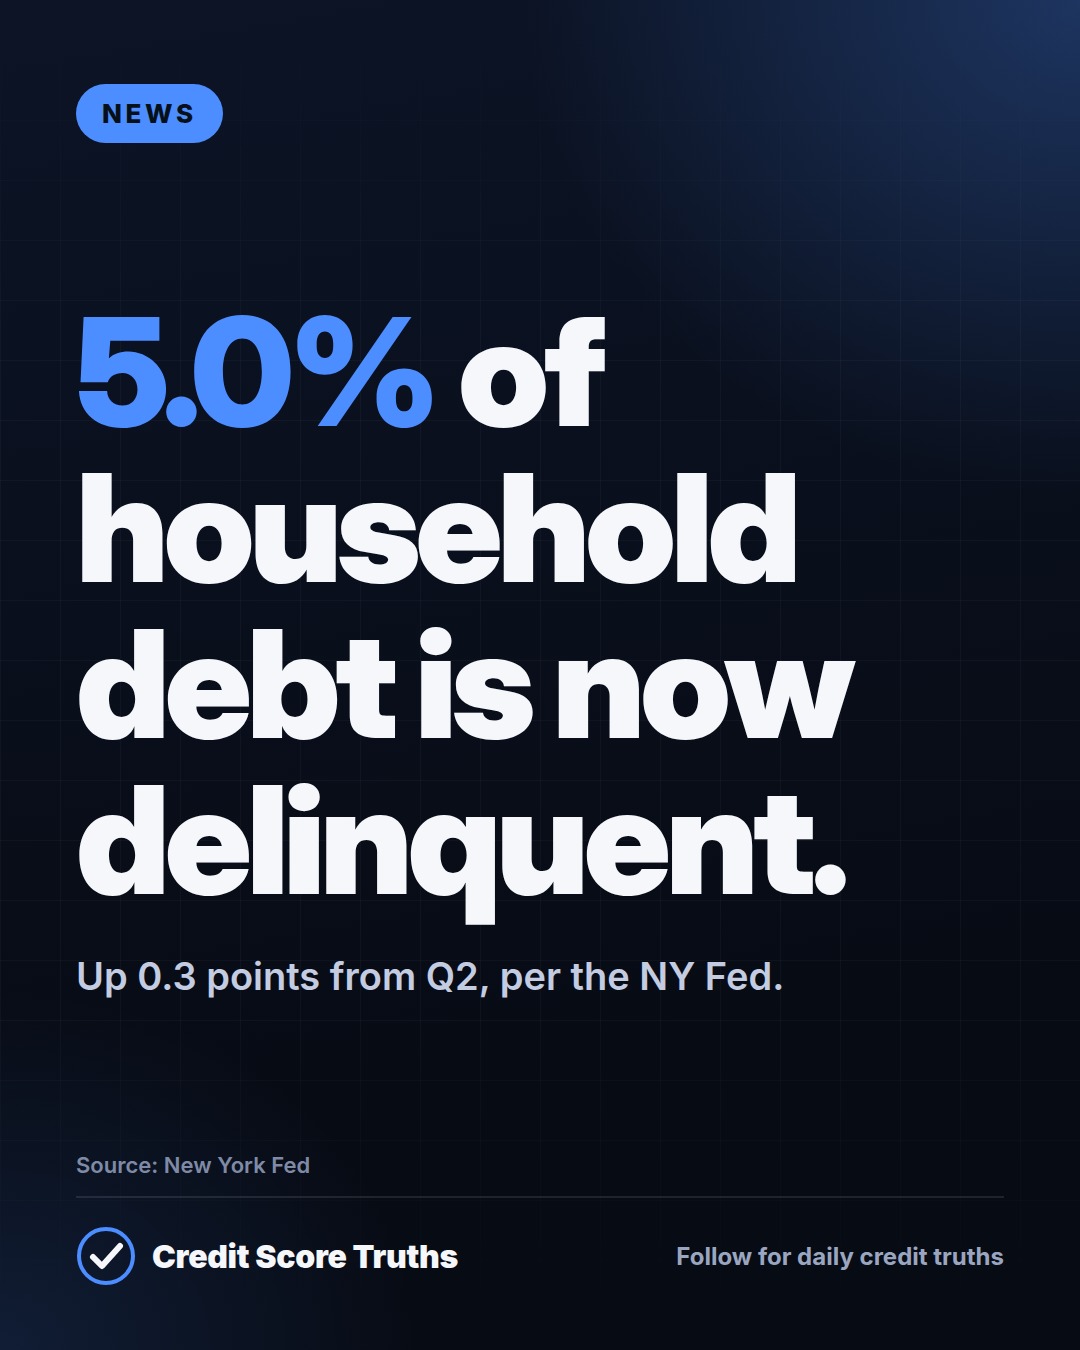 NEWS
5.0% of
household
debt is now
delinquent.
Up 0.3 points from Q2, per the NY Fed.
Source: New York Fed
Credit Score Truths
Follow for daily credit truths